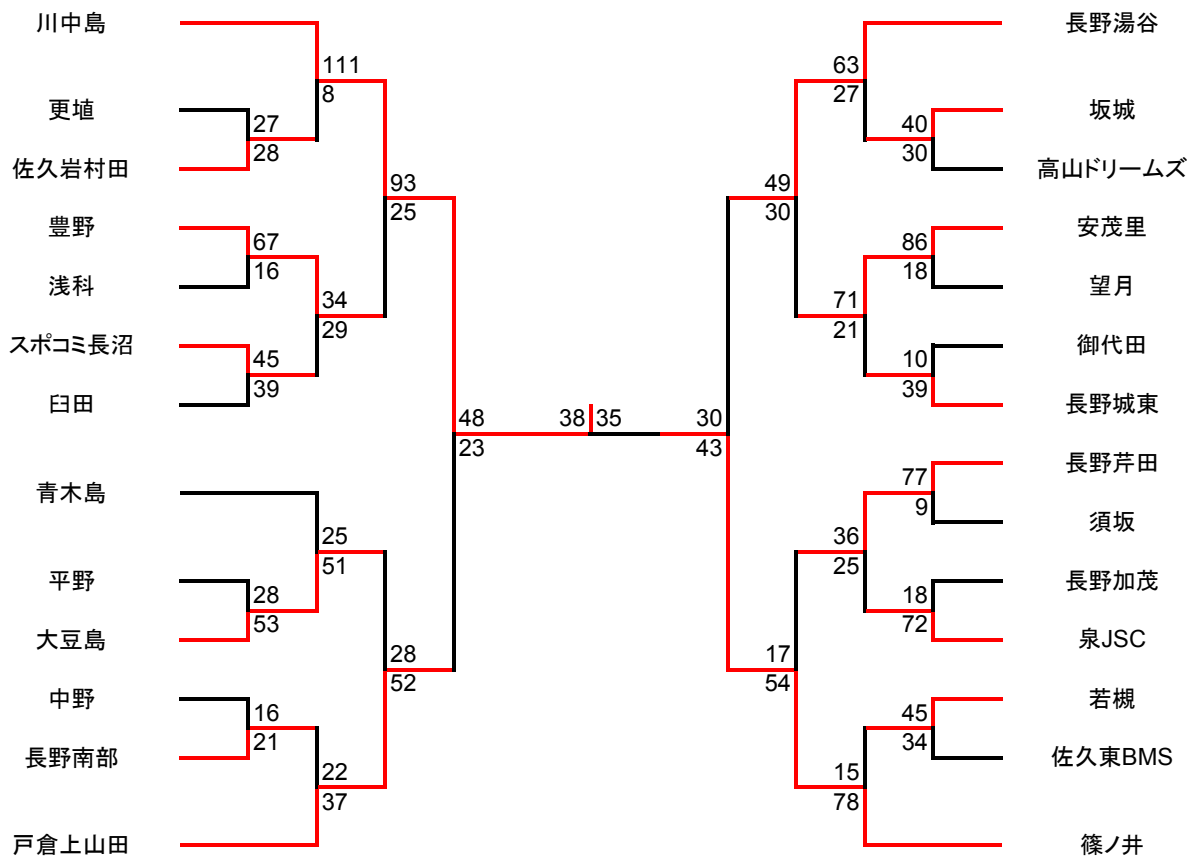 川中島
更埴
佐久岩村田
豊野
浅科
スポコミ長沼
臼田
青木島
平野
大豆島
中野
長野南部
戸倉上山田
27
28
67
16
45
39
28
53
16
21
111
8
34
29
25
51
22
37
93
25
28
52
48
23
38 35
30
43
49
30
17
54
63
27
71
21
36
25
15
78
40
30
86
18
10
39
77
9
18
72
45
34
長野湯谷
坂城
高山ドリームズ
安茂里
望月
御代田
長野城東
長野芹田
須坂
長野加茂
泉JSC
若槻
佐久東BMS
篠ノ井